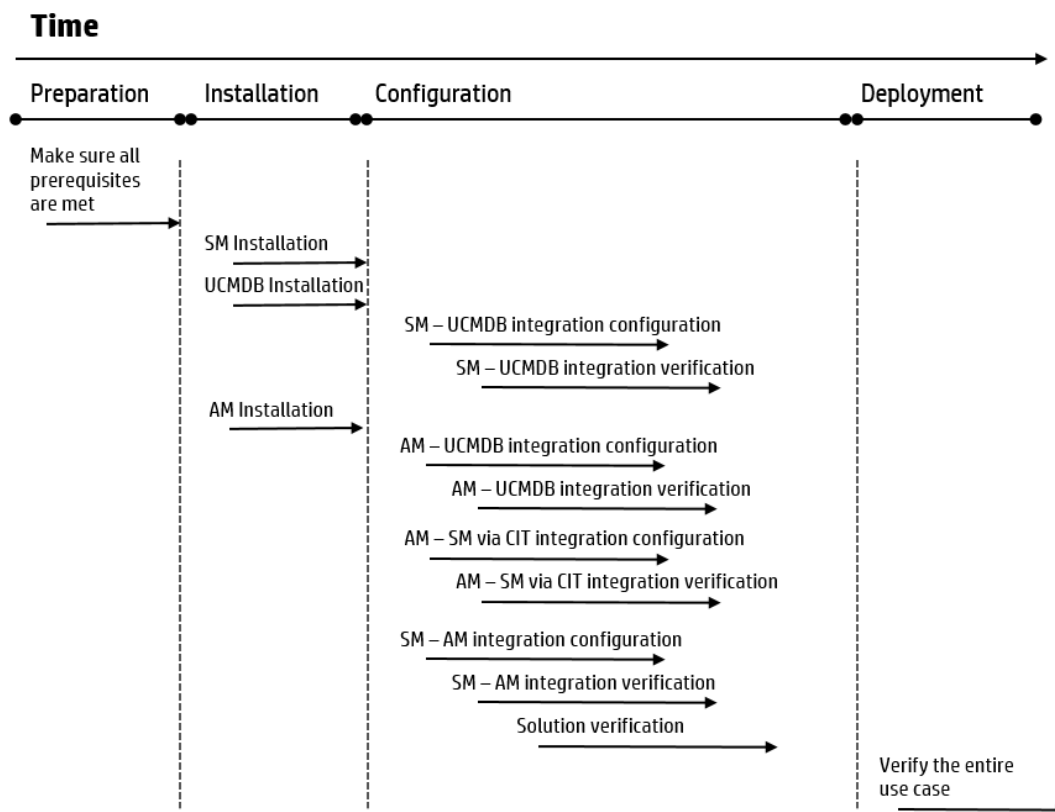 Time
Preparation
Installation
Configuration
Deployment
Make sure all
prerequisites
are met
SM Installation
UCMDB Installation
SM – UCMDB integration configuration
SM – UCMDB integration verification
AM Installation
AM – UCMDB integration configuration
AM – UCMDB integration verification
AM – SM via CIT integration configuration
AM – SM via CIT integration verification
SM – AM integration configuration
SM – AM integration verification
Solution verification
Verify the entire
use case